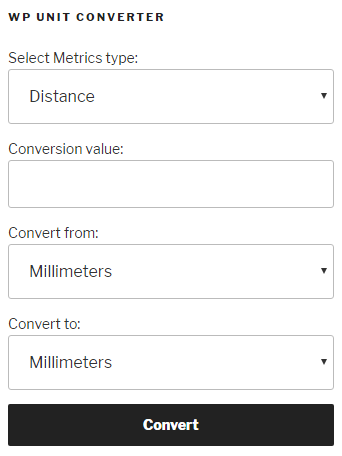 WP UNIT CONVERTER
Select Metrics type:
Distance
Conversion value:
Convert from:
Millimeters
Convert to:
Millimeters
Convert